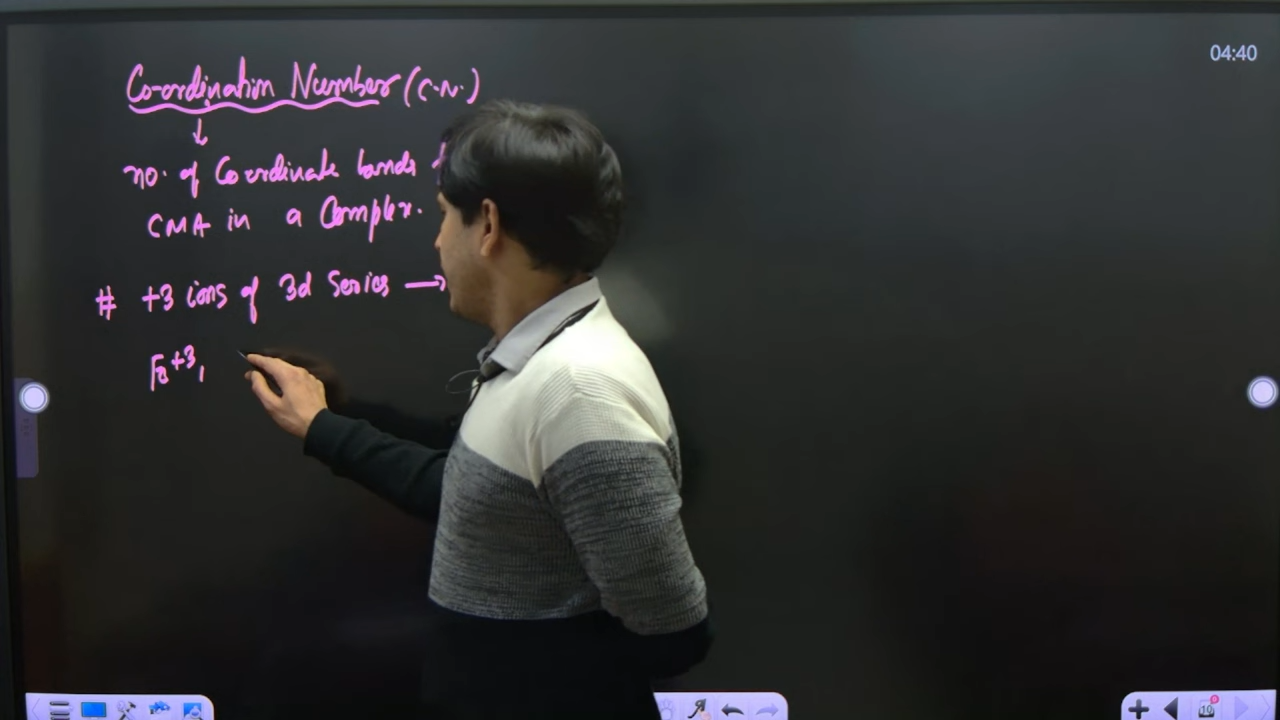 04:40
Co-ordination Number (C.N.)
↓
no. of Co-ordinate bonds
CMA in a Complex.
# +3 ions of 3d Series →
Fe+3,
10